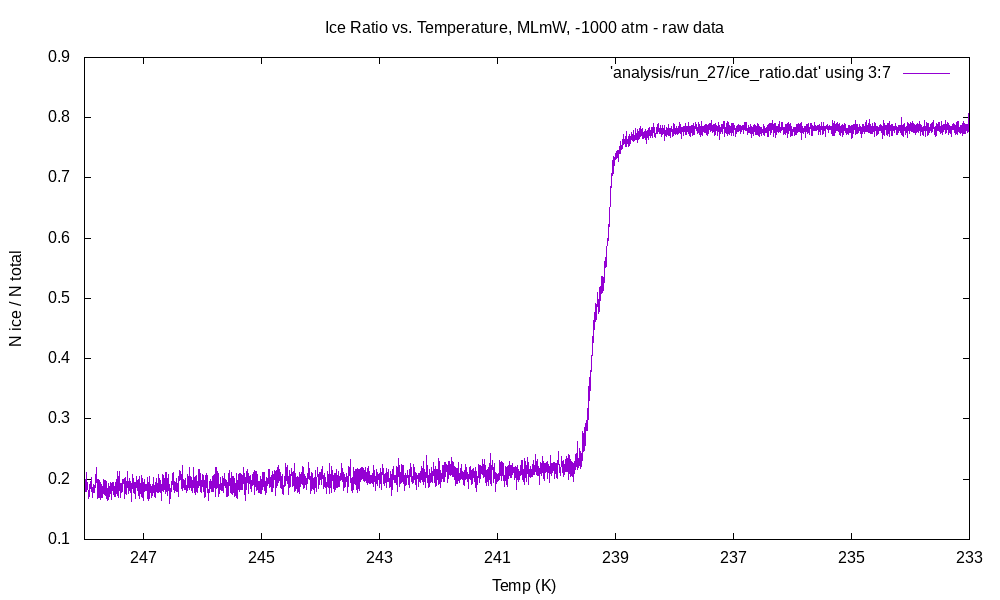 Ice Ratio vs. Temperature, MLmW, -1000 atm - raw data
'analysis/run_27/ice_ratio.dat' using 3:7
N ice / N total
0.9
0.8
0.7
0.6
0.5
0.4
0.3
0.2
0.1
247 245 243 241 239 237 235 233
Temp (K)